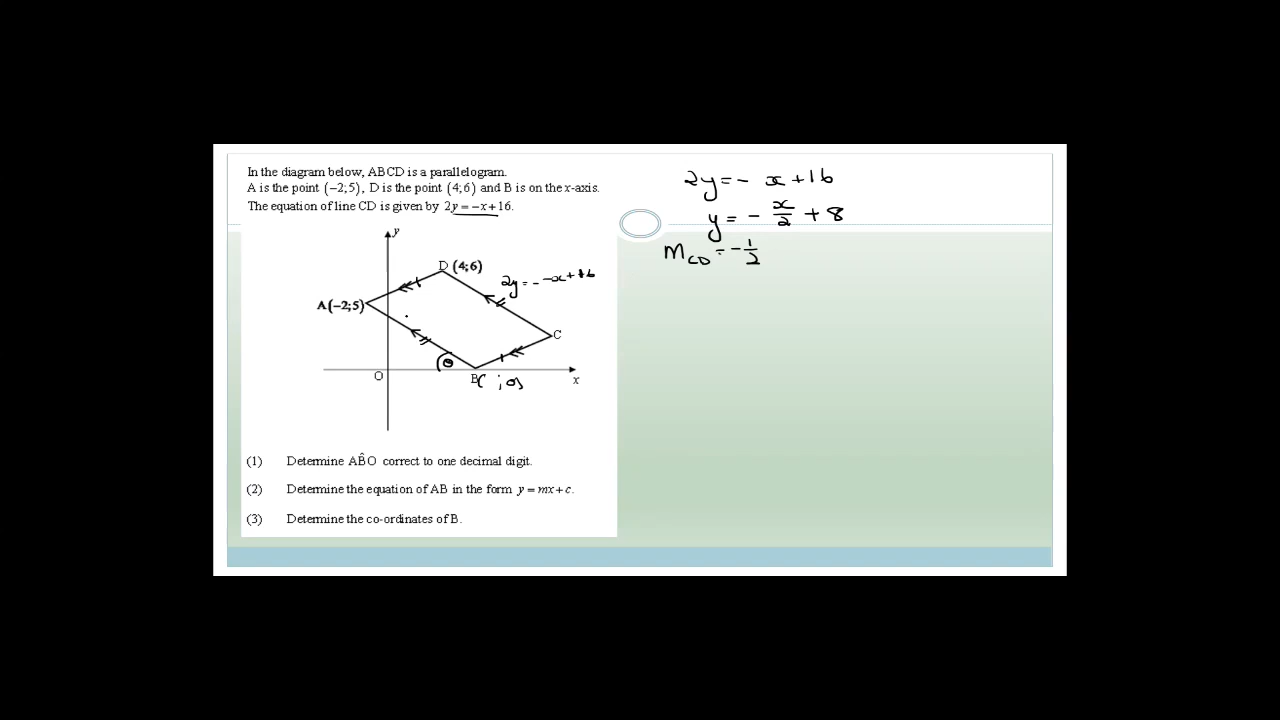 In the diagram below, ABCD is a parallelogram.
A is the point (−2;5), D is the point (4;6) and B is on the x-axis.
The equation of line CD is given by 2y = −x+16.
y
D (4;6)
2y = - -x+16
A (−2;5)
C
θ
O
B( ;0)
x
(1) Determine AB̂O correct to one decimal digit.
(2) Determine the equation of AB in the form y = mx + c.
(3) Determine the co-ordinates of B.
2y = - x +16
y = - x/2 + 8
m_CD = -1/2